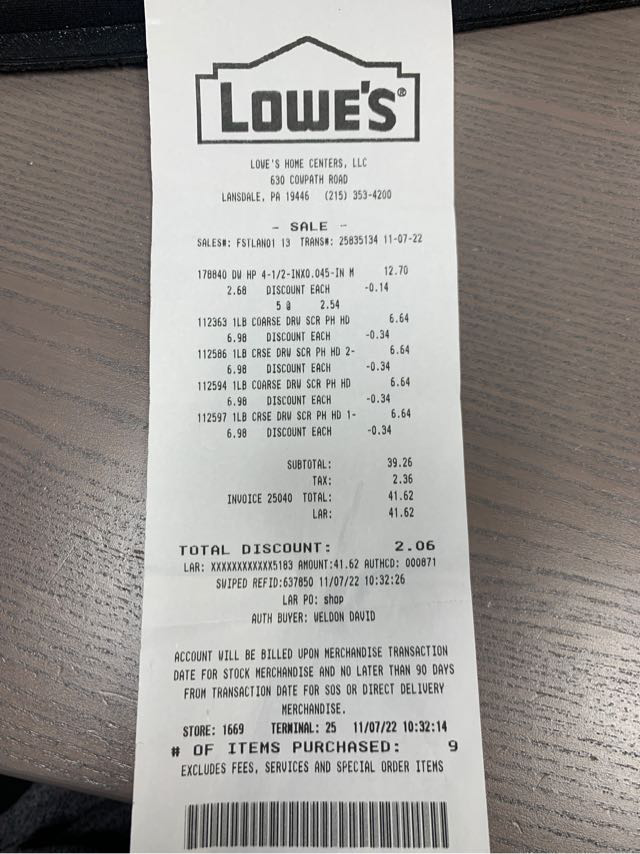 LOWE'S®
LOWE'S HOME CENTERS, LLC
630 COWPATH ROAD
LANSDALE, PA 19446 (215) 353-4200
- SALE -
SALES#: FSTLAN01 13 TRANS#: 25835134 11-07-22
178840 DW HP 4-1/2-INX0.045-IN M 12.70
2.68 DISCOUNT EACH -0.14
5 @ 2.54
112363 1LB COARSE DRW SCR PH HD 6.64
6.98 DISCOUNT EACH -0.34
112586 1LB CRSE DRW SCR PH HD 2- 6.64
6.98 DISCOUNT EACH -0.34
112594 1LB COARSE DRW SCR PH HD 6.64
6.98 DISCOUNT EACH -0.34
112597 1LB CRSE DRW SCR PH HD 1- 6.64
6.98 DISCOUNT EACH -0.34
SUBTOTAL: 39.26
TAX: 2.36
INVOICE 25040 TOTAL: 41.62
LAR: 41.62
TOTAL DISCOUNT: 2.06
LAR: XXXXXXXXXXXX5183 AMOUNT:41.62 AUTHCD: 000871
SWIPED REFID:637850 11/07/22 10:32:26
LAR PO: shop
AUTH BUYER: WELDON DAVID
ACCOUNT WILL BE BILLED UPON MERCHANDISE TRANSACTION
DATE FOR STOCK MERCHANDISE AND NO LATER THAN 90 DAYS
FROM TRANSACTION DATE FOR SOS OR DIRECT DELIVERY
MERCHANDISE.
STORE: 1669 TERMINAL: 25 11/07/22 10:32:14
# OF ITEMS PURCHASED: 9
EXCLUDES FEES, SERVICES AND SPECIAL ORDER ITEMS